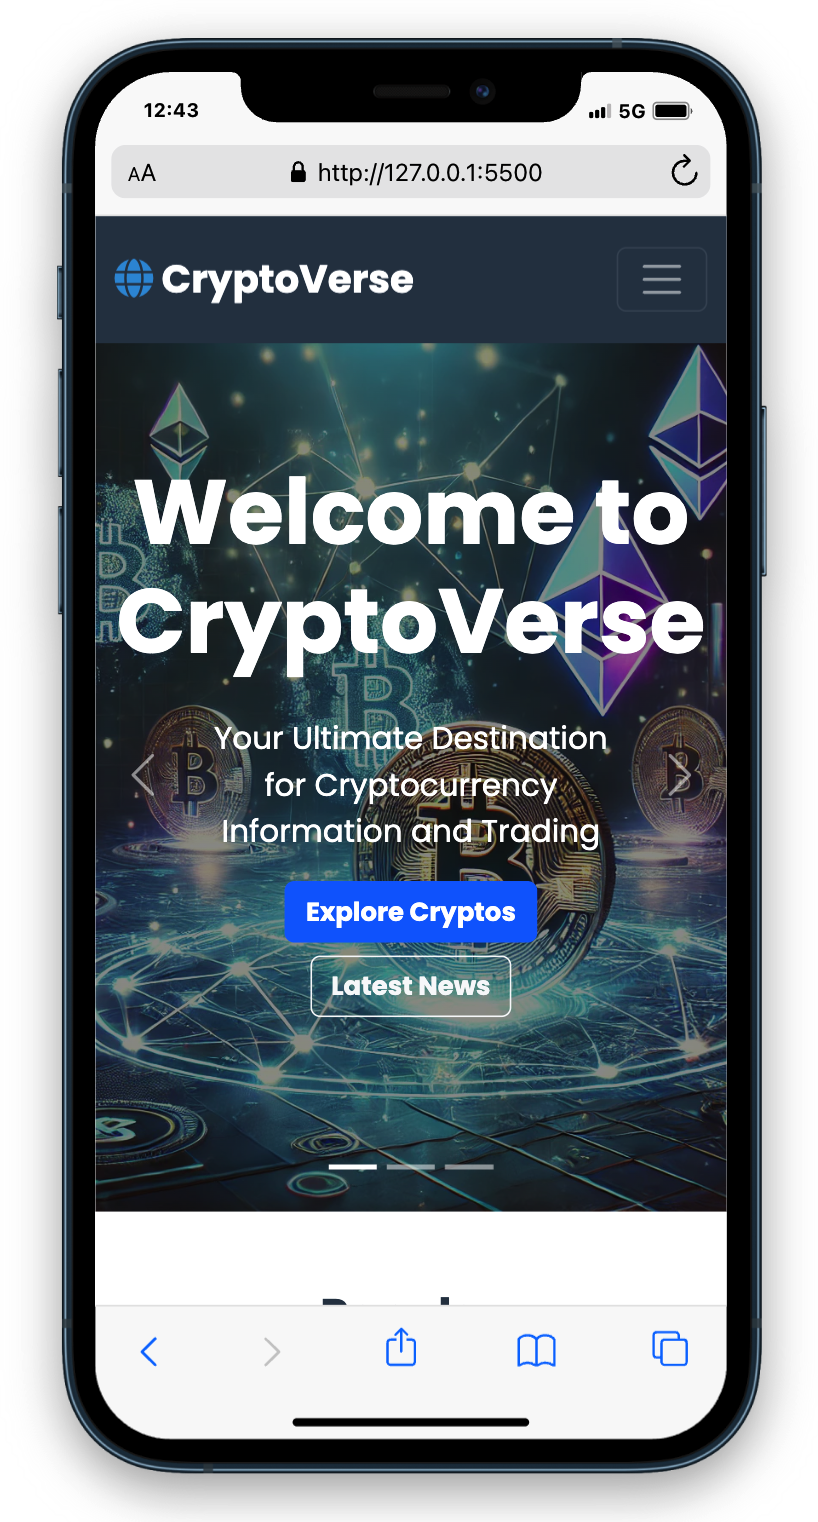 12:43
5G
AA
http://127.0.0.1:5500
CryptoVerse
Welcome to
CryptoVerse
Your Ultimate Destination
for Cryptocurrency
Information and Trading
Explore Cryptos
Latest News